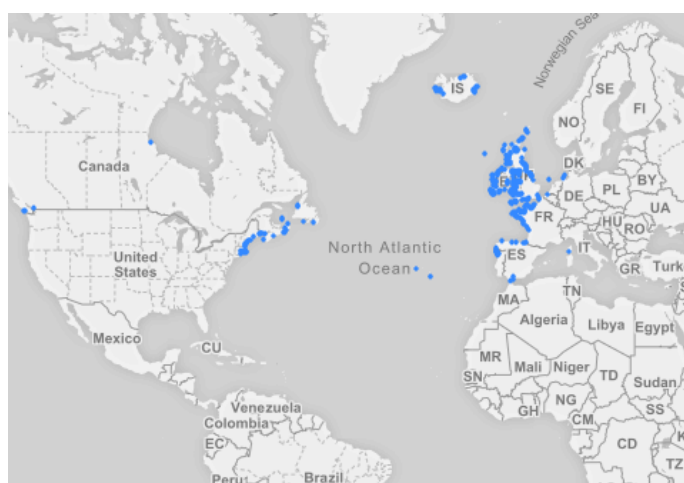 Norwegian Sea
IS
SE
FI
NO
Canada
DK
BY
PL
DE
UA
FR
HU
RO
North Atlantic
Ocean
United
States
ES
IT
GR
Turke
TN
MA
Mexico
Algeria
Libya
Egypt
CU
MR
Mali
Niger
TD
Sudan
SN
Venezuela
GH
NG
SS
Colombia
CM
EC
CD
K
TZ
Peru
Brazil